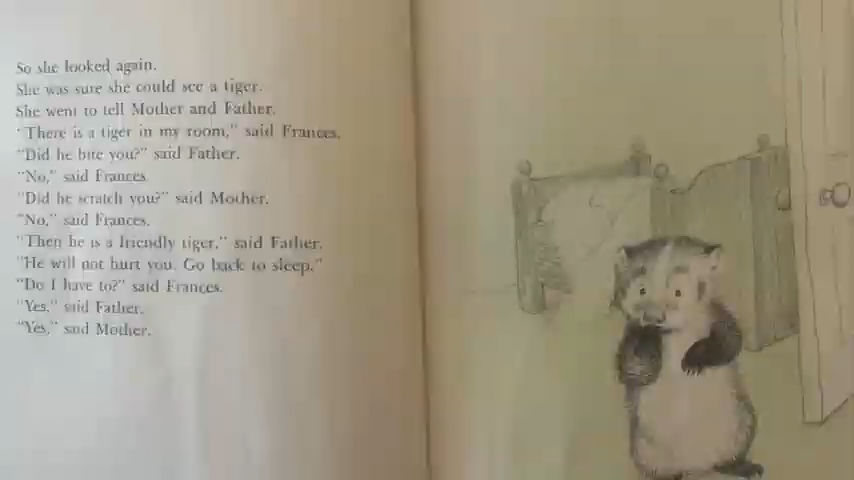 So she looked again.
She was sure she could see a tiger.
She went to tell Mother and Father.
"There is a tiger in my room," said Frances.
"Did he bite you?" said Father.
"No," said Frances.
"Did he scratch you?" said Mother.
"No," said Frances.
"Then he is a friendly tiger," said Father.
"He will not hurt you. Go back to sleep."
"Do I have to?" said Frances.
"Yes," said Father.
"Yes," said Mother.